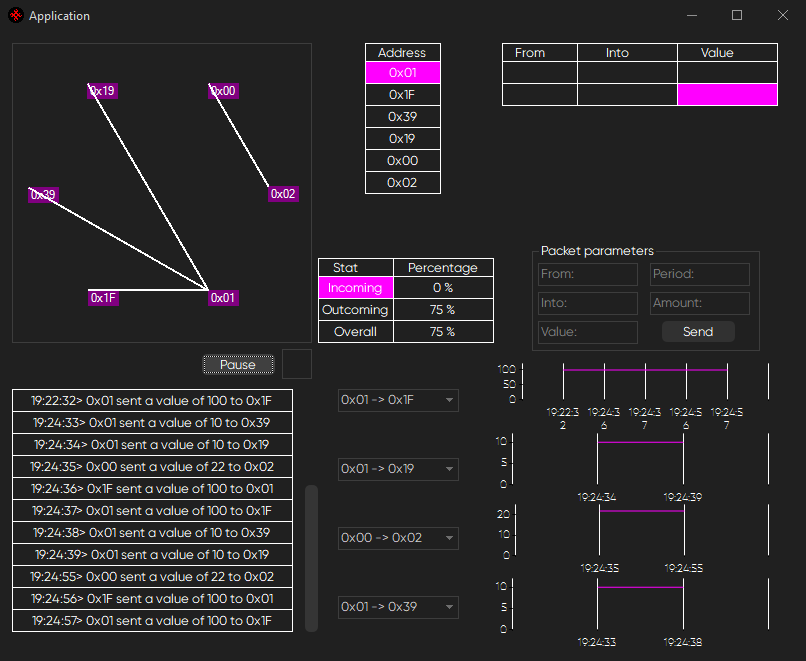 Application
0x19
0x00
0x39
0x02
0x1F
0x01
Address
0x01
0x1F
0x39
0x19
0x00
0x02
From Into Value
Stat Percentage
Incoming 0 %
Outcoming 75 %
Overall 75 %
Packet parameters
From: Period:
Into: Amount:
Value: Send
Pause
19:22:32> 0x01 sent a value of 100 to 0x1F
19:24:33> 0x01 sent a value of 10 to 0x39
19:24:34> 0x01 sent a value of 10 to 0x19
19:24:35> 0x00 sent a value of 22 to 0x02
19:24:36> 0x1F sent a value of 100 to 0x01
19:24:37> 0x01 sent a value of 100 to 0x1F
19:24:38> 0x01 sent a value of 10 to 0x39
19:24:39> 0x01 sent a value of 10 to 0x19
19:24:55> 0x00 sent a value of 22 to 0x02
19:24:56> 0x1F sent a value of 100 to 0x01
19:24:57> 0x01 sent a value of 100 to 0x1F
0x01 -> 0x1F
100
50
0
19:22:3 19:24:3 19:24:3 19:24:5 19:24:5
2 6 7 6 7
0x01 -> 0x19
10
5
0
19:24:34 19:24:39
0x00 -> 0x02
20
10
0
19:24:35 19:24:55
0x01 -> 0x39
10
5
0
19:24:33 19:24:38